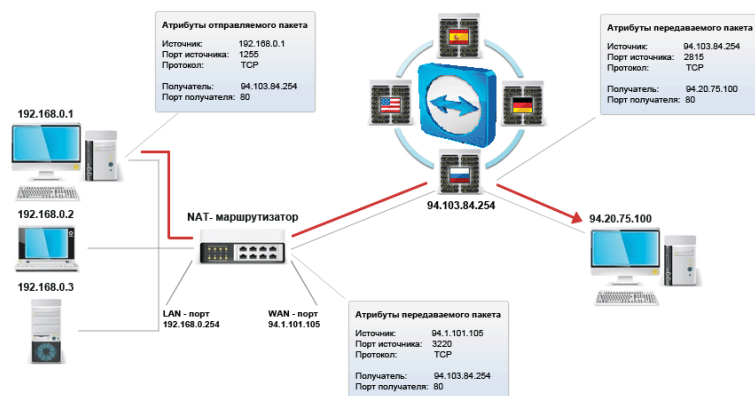 Атрибуты отправляемого пакета
Источник: 192.168.0.1
Порт источника: 1255
Протокол: TCP
Получатель: 94.103.84.254
Порт получателя: 80
Атрибуты передаваемого пакета
Источник: 94.103.84.254
Порт источника: 2815
Протокол: TCP
Получатель: 94.20.75.100
Порт получателя: 80
192.168.0.1
192.168.0.2
192.168.0.3
NAT- маршрутизатор
94.103.84.254
94.20.75.100
LAN - порт
192.168.0.254
WAN - порт
94.1.101.105
Атрибуты передаваемого пакета
Источник: 94.1.101.105
Порт источника: 3220
Протокол: TCP
Получатель: 94.103.84.254
Порт получателя: 80